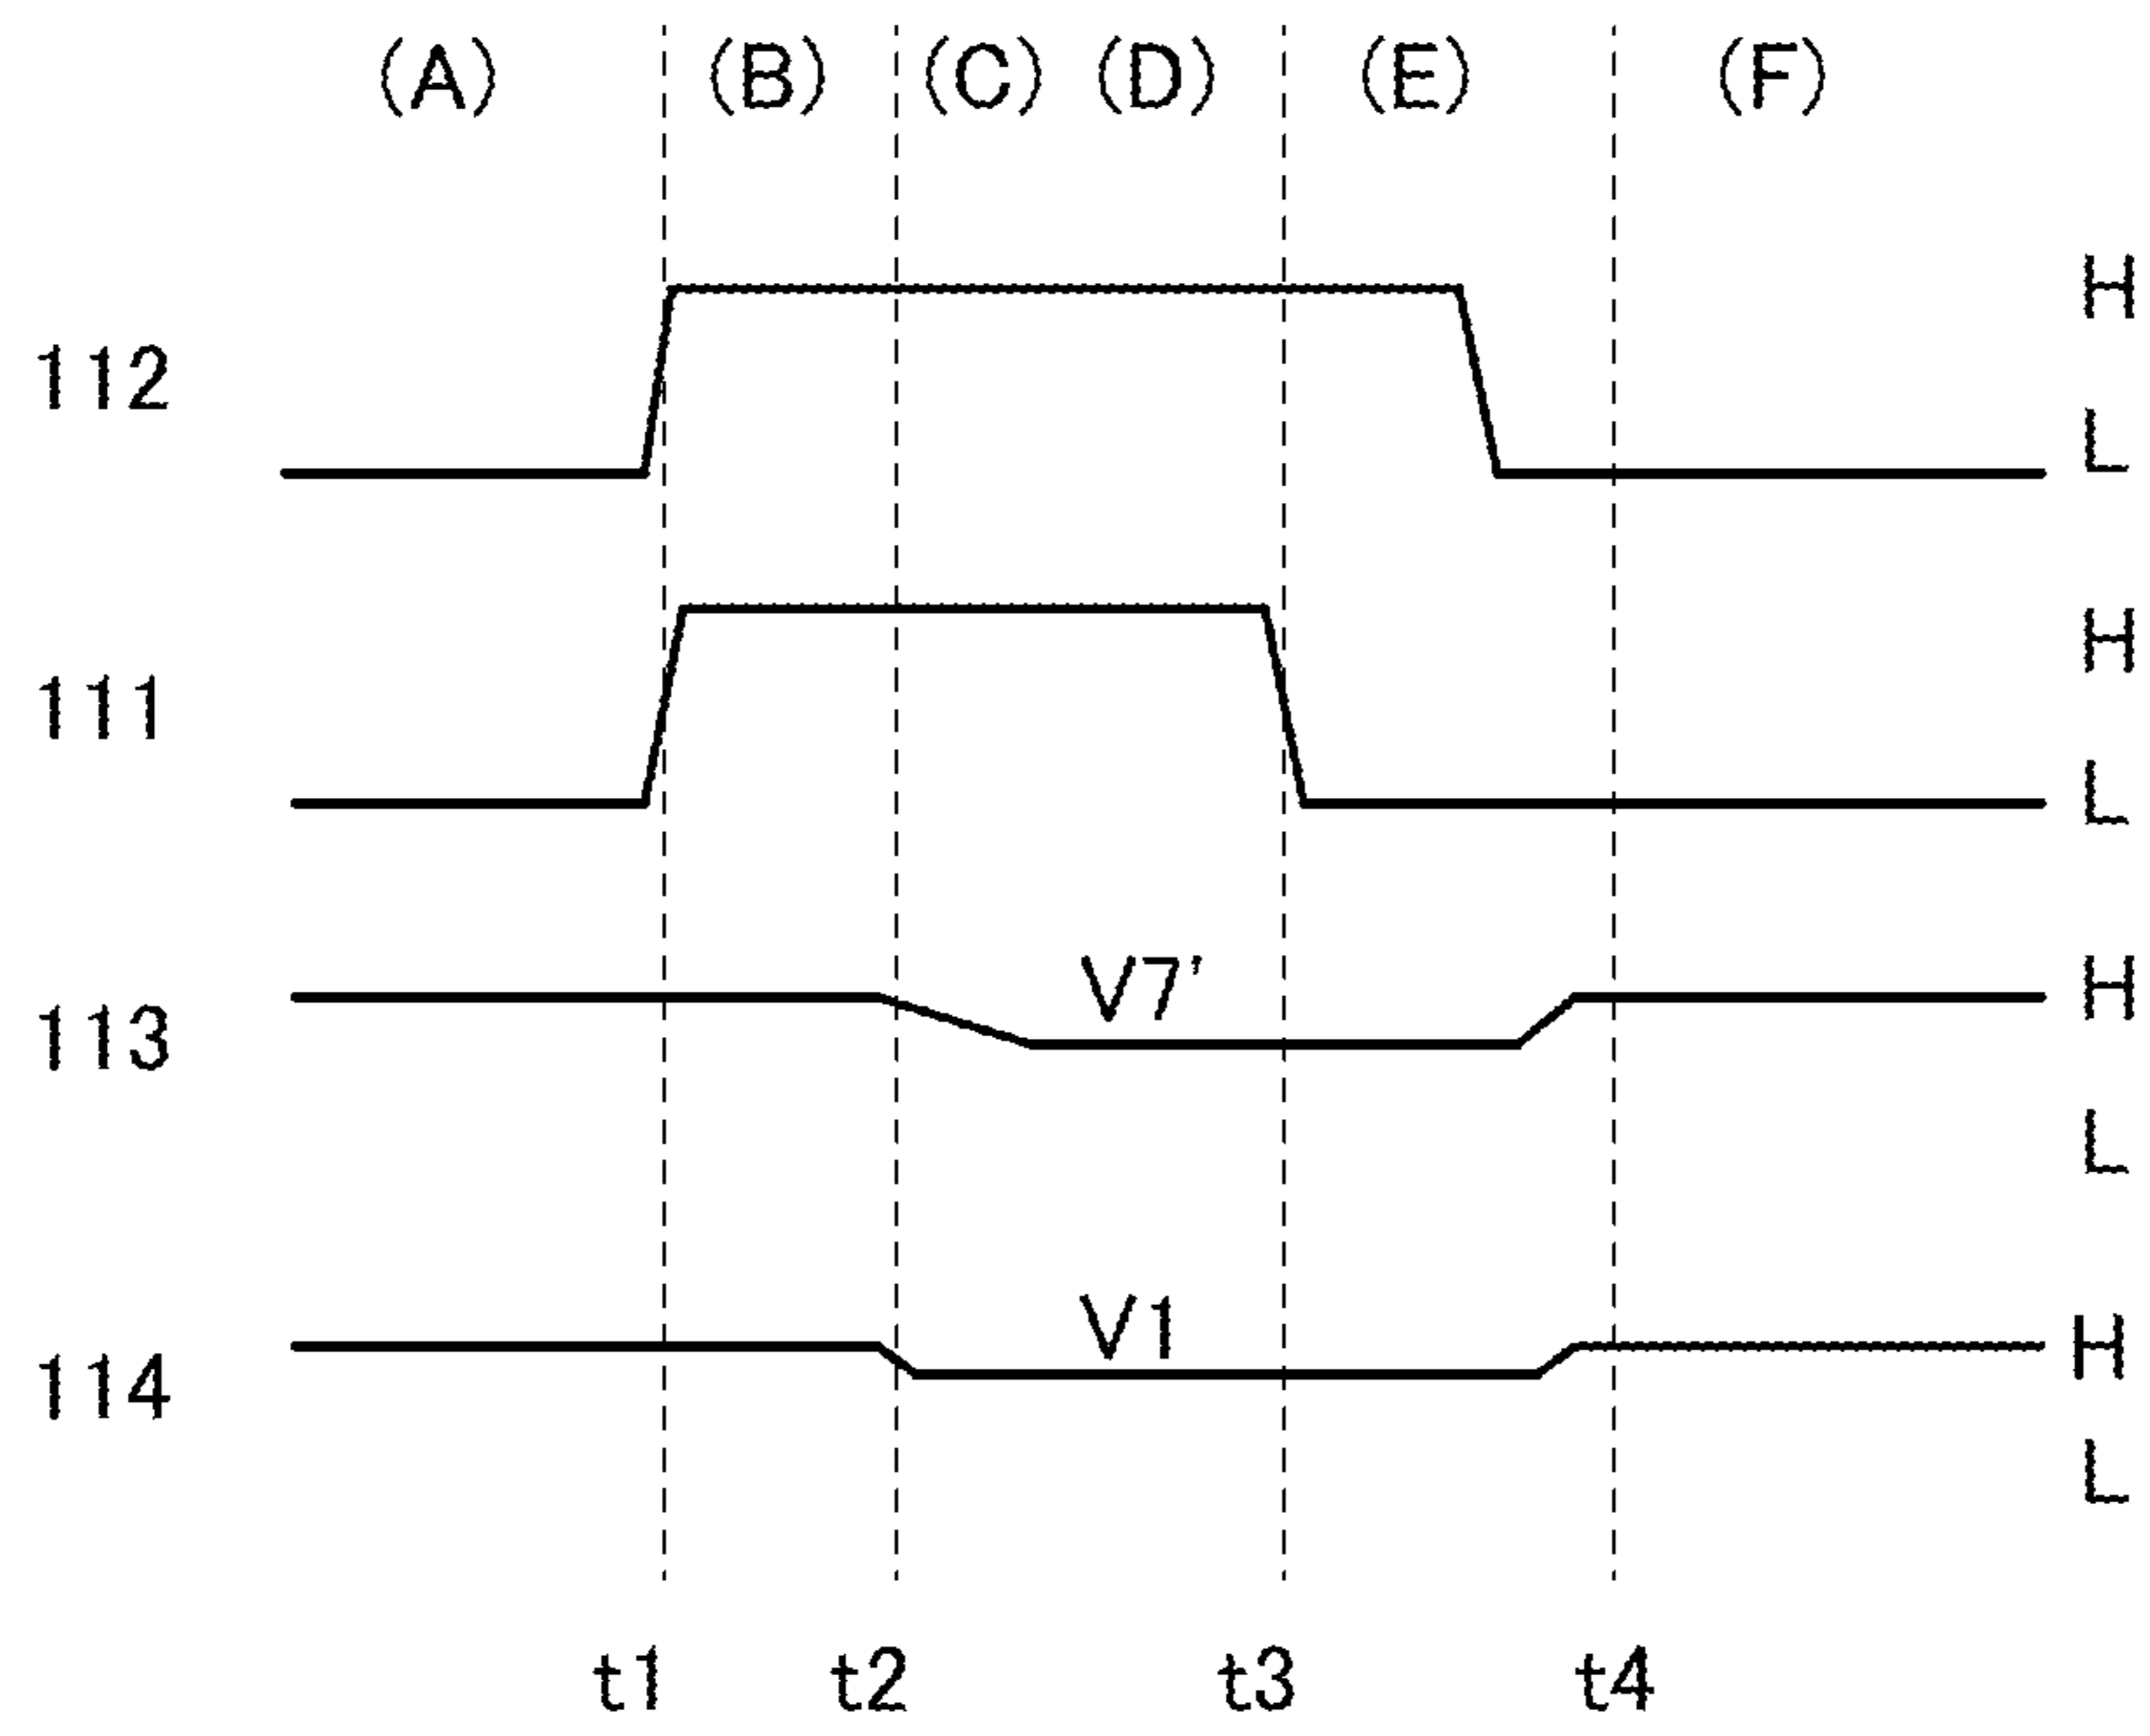 (A) (B) (C) (D) (E) (F)
H
112
L
H
111
L
V7'
H
113
L
V1
H
114
L
t1 t2 t3 t4